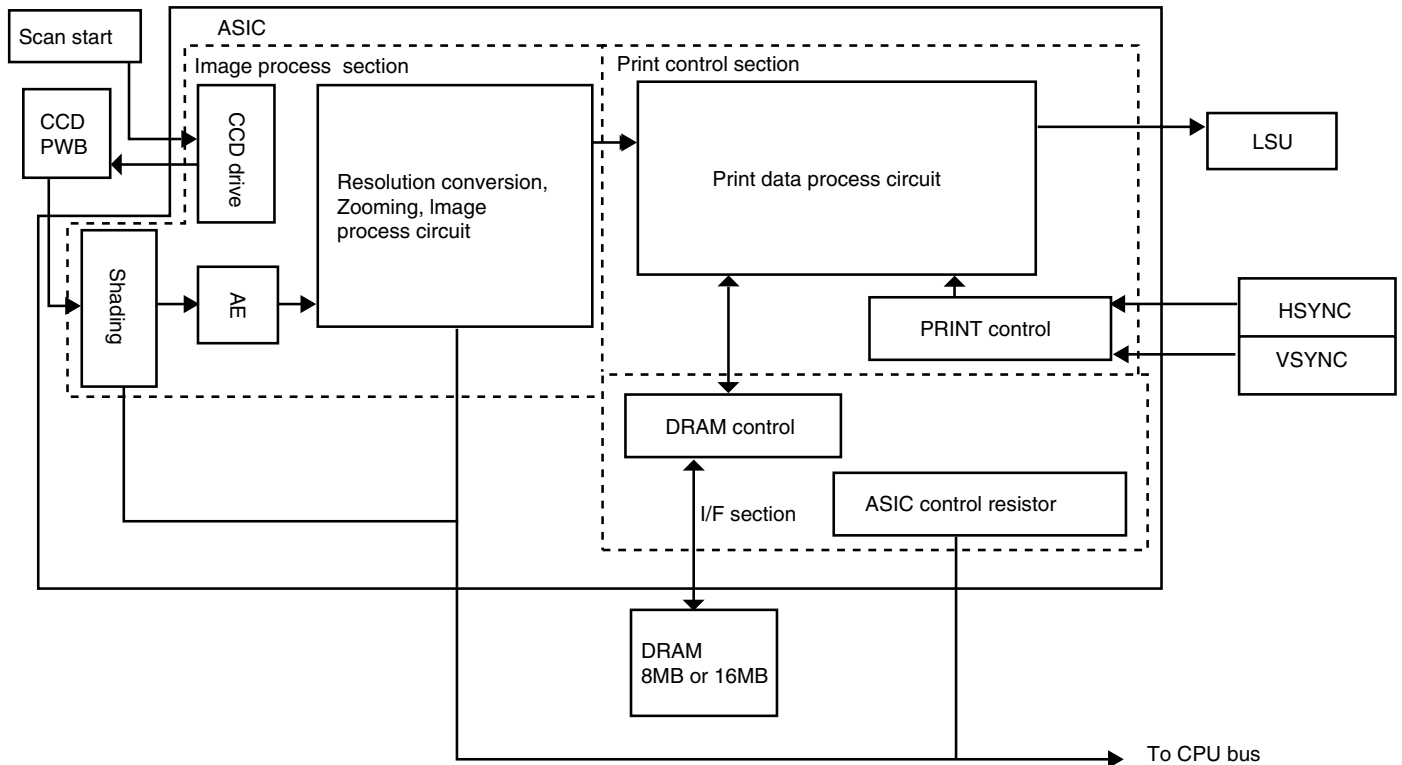 Scan start
ASIC
Image process section
Print control section
CCD
PWB
CCD drive
Resolution conversion,
Zooming, Image
process circuit
Print data process circuit
LSU
Shading
AE
PRINT control
HSYNC
VSYNC
DRAM control
I/F section
ASIC control resistor
DRAM
8MB or 16MB
To CPU bus